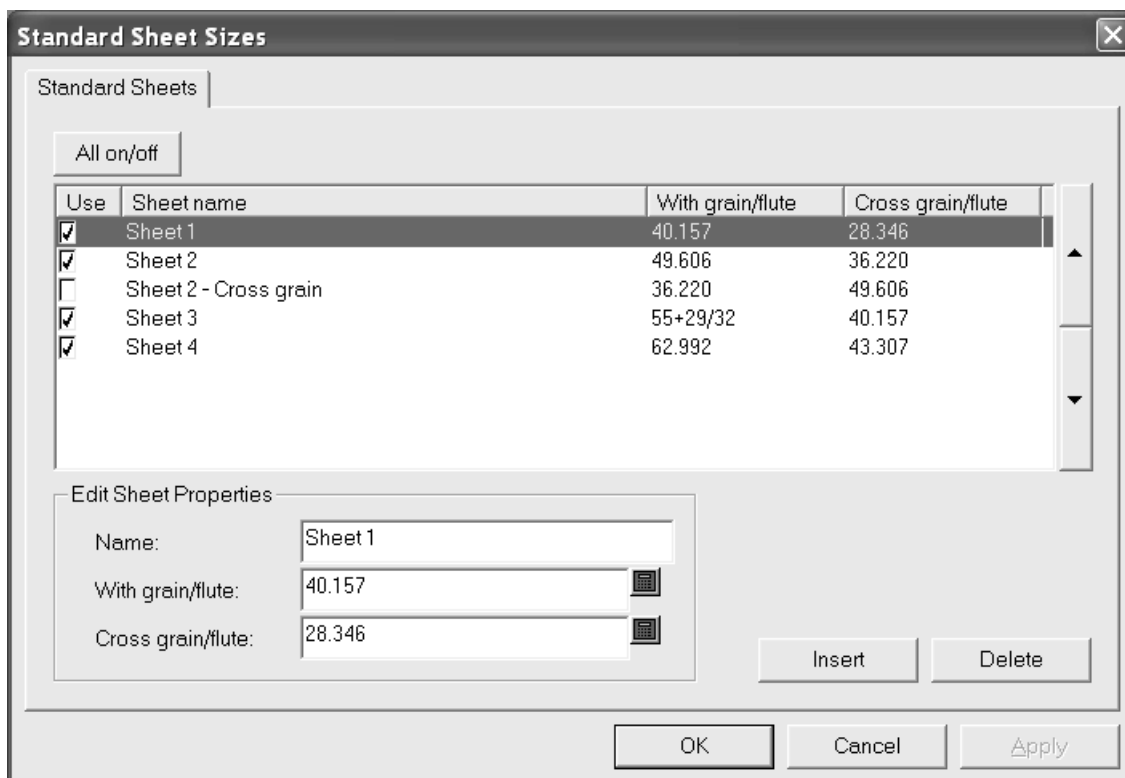 Standard Sheet Sizes
Standard Sheets
All on/off
Use Sheet name With grain/flute Cross grain/flute
Sheet 1 40.157 28.346
Sheet 2 49.606 36.220
Sheet 2 - Cross grain 36.220 49.606
Sheet 3 55+29/32 40.157
Sheet 4 62.992 43.307
Edit Sheet Properties
Name: Sheet 1
With grain/flute: 40.157
Cross grain/flute: 28.346
Insert Delete
OK Cancel Apply